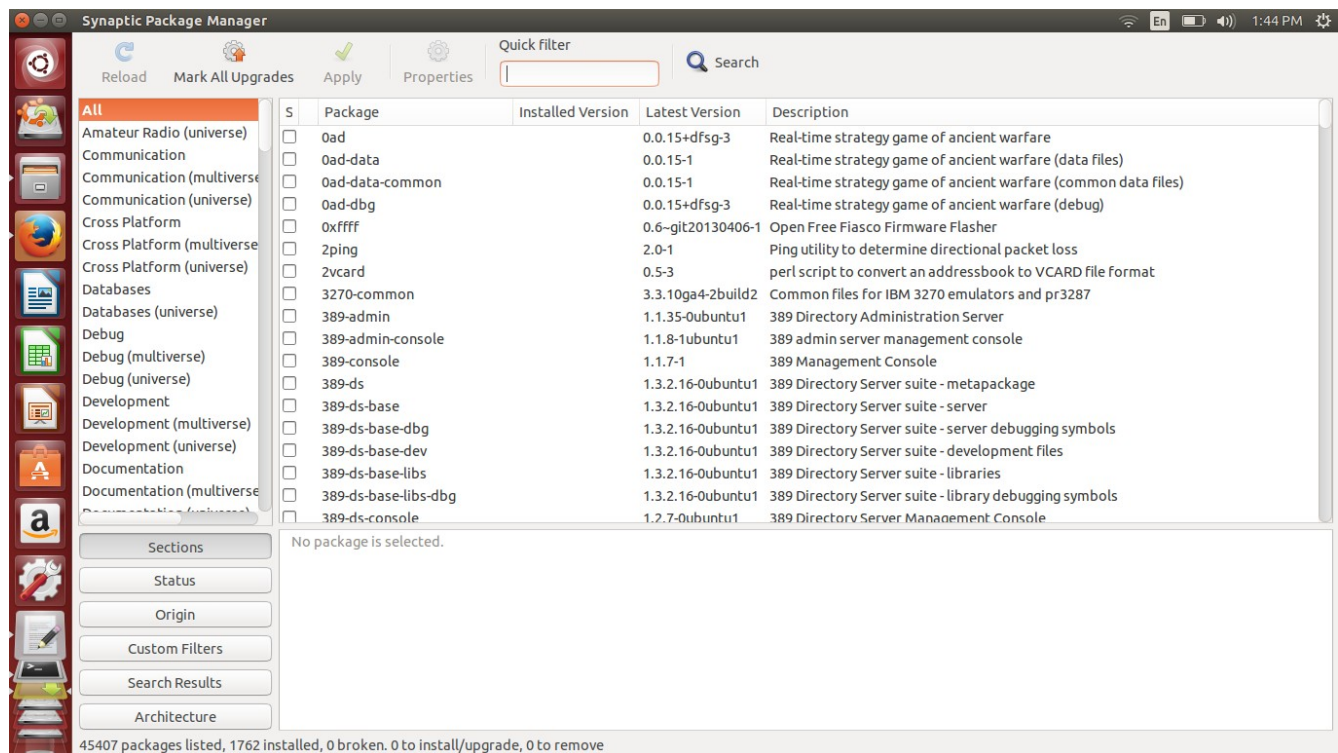 Synaptic Package Manager
En
1:44 PM
Reload
Mark All Upgrades
Apply
Properties
Quick filter
Search
All
Amateur Radio (universe)
Communication
Communication (multiverse
Communication (universe)
Cross Platform
Cross Platform (multiverse
Cross Platform (universe)
Databases
Databases (universe)
Debug
Debug (multiverse)
Debug (universe)
Development
Development (multiverse)
Development (universe)
Documentation
Documentation (multiverse
Documentation (universe)
S Package Installed Version Latest Version Description
0ad 0.0.15+dfsg-3 Real-time strategy game of ancient warfare
0ad-data 0.0.15-1 Real-time strategy game of ancient warfare (data files)
0ad-data-common 0.0.15-1 Real-time strategy game of ancient warfare (common data files)
0ad-dbg 0.0.15+dfsg-3 Real-time strategy game of ancient warfare (debug)
0xffff 0.6~git20130406-1 Open Free Fiasco Firmware Flasher
2ping 2.0-1 Ping utility to determine directional packet loss
2vcard 0.5-3 perl script to convert an addressbook to VCARD file format
3270-common 3.3.10ga4-2build2 Common files for IBM 3270 emulators and pr3287
389-admin 1.1.35-0ubuntu1 389 Directory Administration Server
389-admin-console 1.1.8-1ubuntu1 389 admin server management console
389-console 1.1.7-1 389 Management Console
389-ds 1.3.2.16-0ubuntu1 389 Directory Server suite - metapackage
389-ds-base 1.3.2.16-0ubuntu1 389 Directory Server suite - server
389-ds-base-dbg 1.3.2.16-0ubuntu1 389 Directory Server suite - server debugging symbols
389-ds-base-dev 1.3.2.16-0ubuntu1 389 Directory Server suite - development files
389-ds-base-libs 1.3.2.16-0ubuntu1 389 Directory Server suite - libraries
389-ds-base-libs-dbg 1.3.2.16-0ubuntu1 389 Directory Server suite - library debugging symbols
389-ds-console 1.2.7-0ubuntu1 389 Directory Server Management Console
Sections
Status
Origin
Custom Filters
Search Results
Architecture
No package is selected.
45407 packages listed, 1762 installed, 0 broken. 0 to install/upgrade, 0 to remove